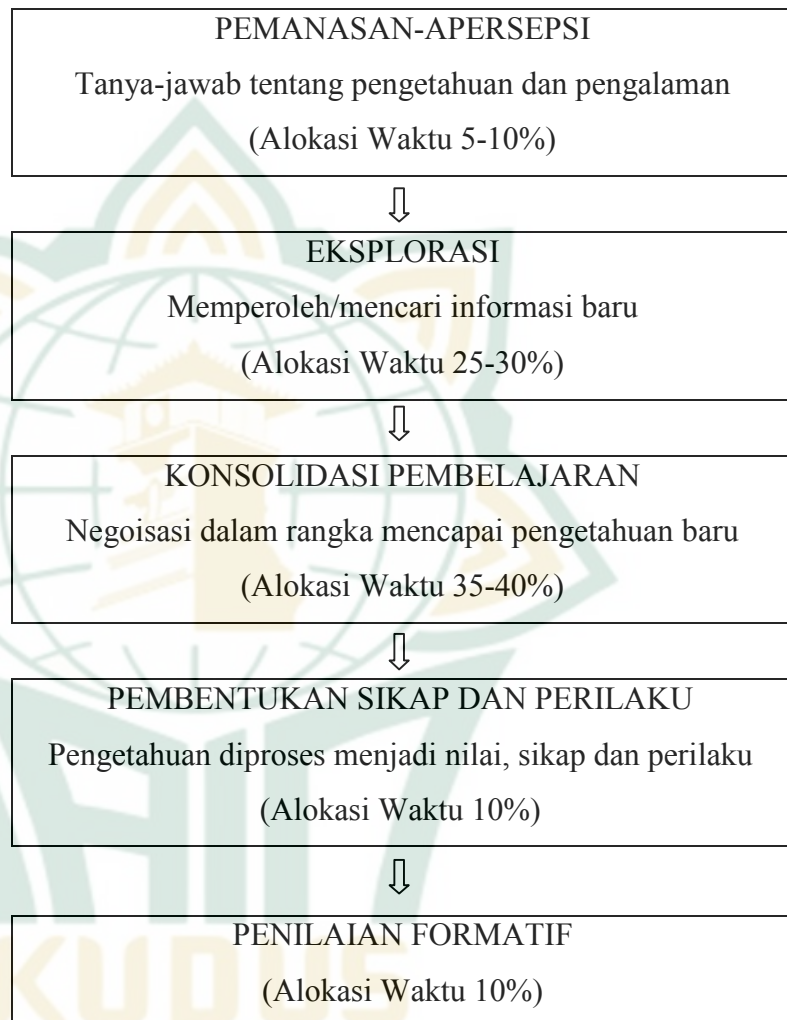 PEMANASAN-APERSEPSI
Tanya-jawab tentang pengetahuan dan pengalaman
(Alokasi Waktu 5-10%)
EKSPLORASI
Memperoleh/mencari informasi baru
(Alokasi Waktu 25-30%)
KONSOLIDASI PEMBELAJARAN
Negoisasi dalam rangka mencapai pengetahuan baru
(Alokasi Waktu 35-40%)
PEMBENTUKAN SIKAP DAN PERILAKU
Pengetahuan diproses menjadi nilai, sikap dan perilaku
(Alokasi Waktu 10%)
PENILAIAN FORMATIF
(Alokasi Waktu 10%)
KUDUS